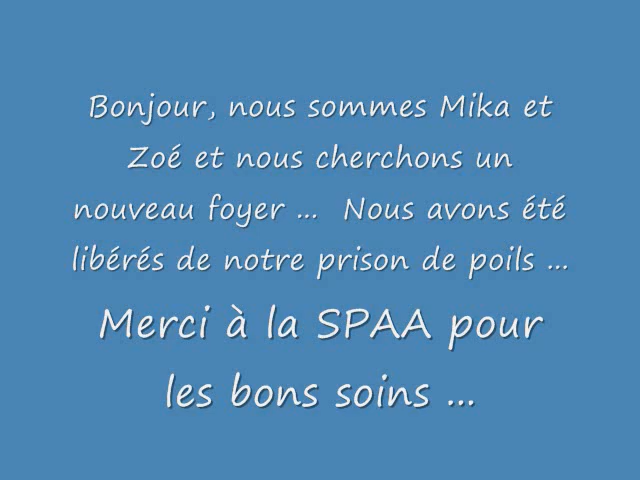 Bonjour, nous sommes Mika et
Zoé et nous cherchons un
nouveau foyer ...  Nous avons été
libérés de notre prison de poils ...
Merci à la SPAA pour
les bons soins ...